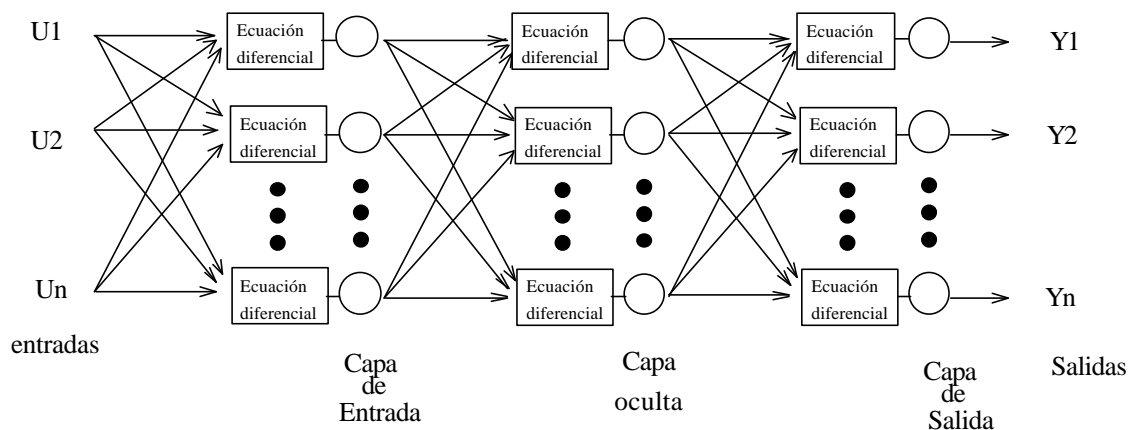 U1
Ecuación
diferencial
Ecuación
diferencial
Ecuación
diferencial
Y1
U2
Ecuación
diferencial
Ecuación
diferencial
Ecuación
diferencial
Y2
Un
Ecuación
diferencial
Ecuación
diferencial
Ecuación
diferencial
Yn
entradas
Capa
de
Entrada
Capa
oculta
Capa
de
Salida
Salidas